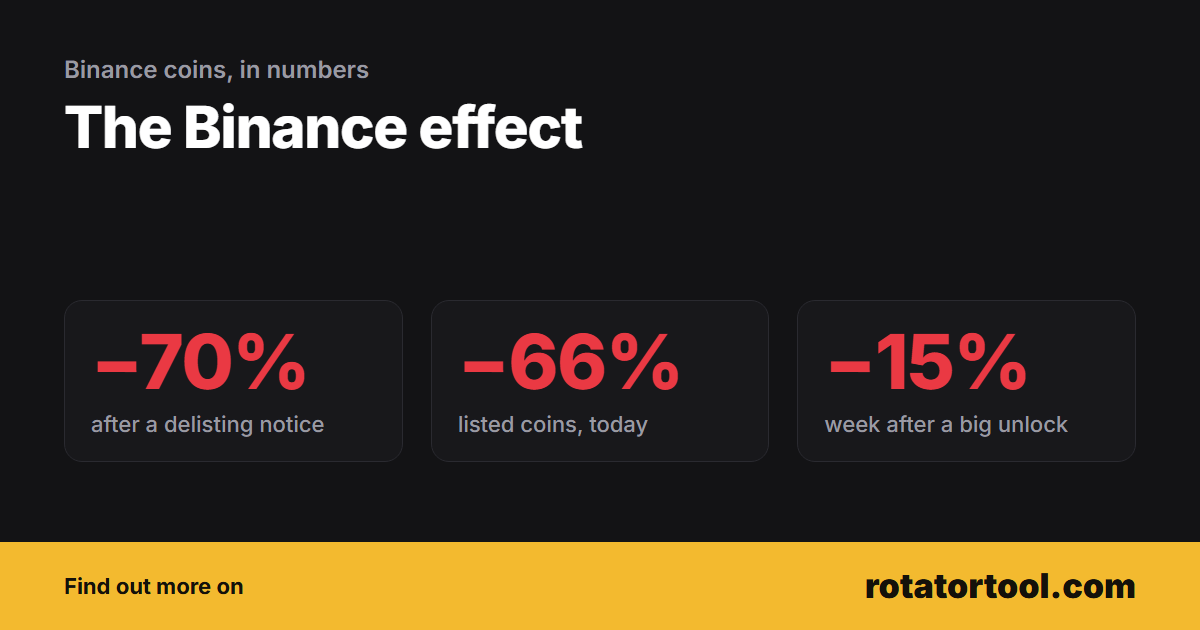 Binance coins, in numbers
The Binance effect
–70%
after a delisting notice
–66%
listed coins, today
–15%
week after a big unlock
Find out more on
rotatortool.com